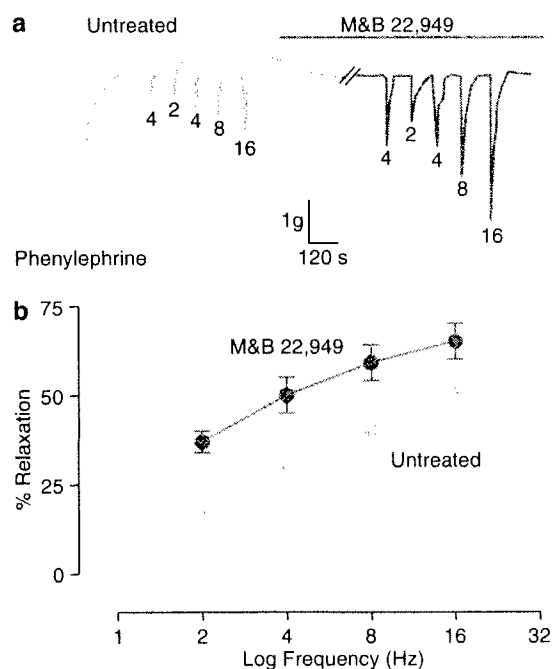 a
Untreated
M&B 22,949
4 2 4 8 16
4 2 4 8 16
1g
120 s
Phenylephrine
b
75
50
25
0
% Relaxation
M&B 22,949
Untreated
1 2 4 8 16 32
Log Frequency (Hz)